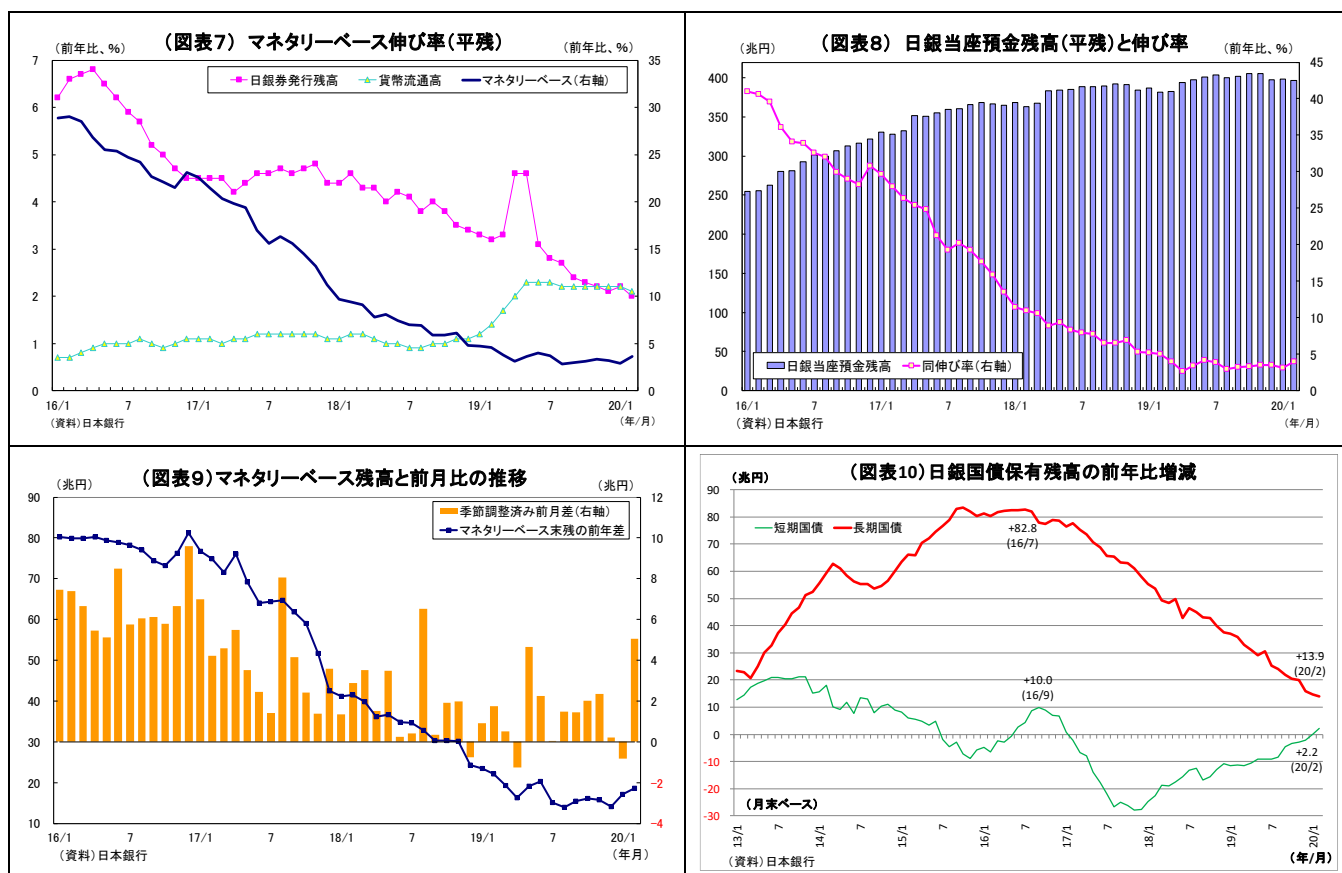 (図表7) マネタリーベース伸び率(平残)
(前年比、%)
(前年比、%)
日銀券発行残高
貨幣流通高
マネタリーベース(右軸)
7
6
5
4
3
2
1
0
35
30
25
20
15
10
5
0
16/1 7 17/1 7 18/1 7 19/1 7 20/1
(資料)日本銀行
(年/月)
(図表8) 日銀当座預金残高(平残)と伸び率
(兆円)
(前年比、%)
400
350
300
250
200
150
100
50
0
45
40
35
30
25
20
15
10
5
0
日銀当座預金残高
同伸び率(右軸)
16/1 7 17/1 7 18/1 7 19/1 7 20/1
(資料)日本銀行
(年/月)
(図表9)マネタリーベース残高と前月比の推移
(兆円)
(兆円)
季節調整済み前月差(右軸)
マネタリーベース末残の前年差
90
80
70
60
50
40
30
20
10
12
10
8
6
4
2
0
-2
-4
16/1 7 17/1 7 18/1 7 19/1 7 20/1
(資料)日本銀行
(年月)
(図表10)日銀国債保有残高の前年比増減
(兆円)
短期国債
長期国債
90
80
70
60
50
40
30
20
10
0
-10
-20
-30
+82.8
(16/7)
+10.0
(16/9)
+13.9
(20/2)
+2.2
(20/2)
(月末ベース)
13/1 7 14/1 7 15/1 7 16/1 7 17/1 7 18/1 7 19/1 7 20/1
(資料)日本銀行
(年/月)